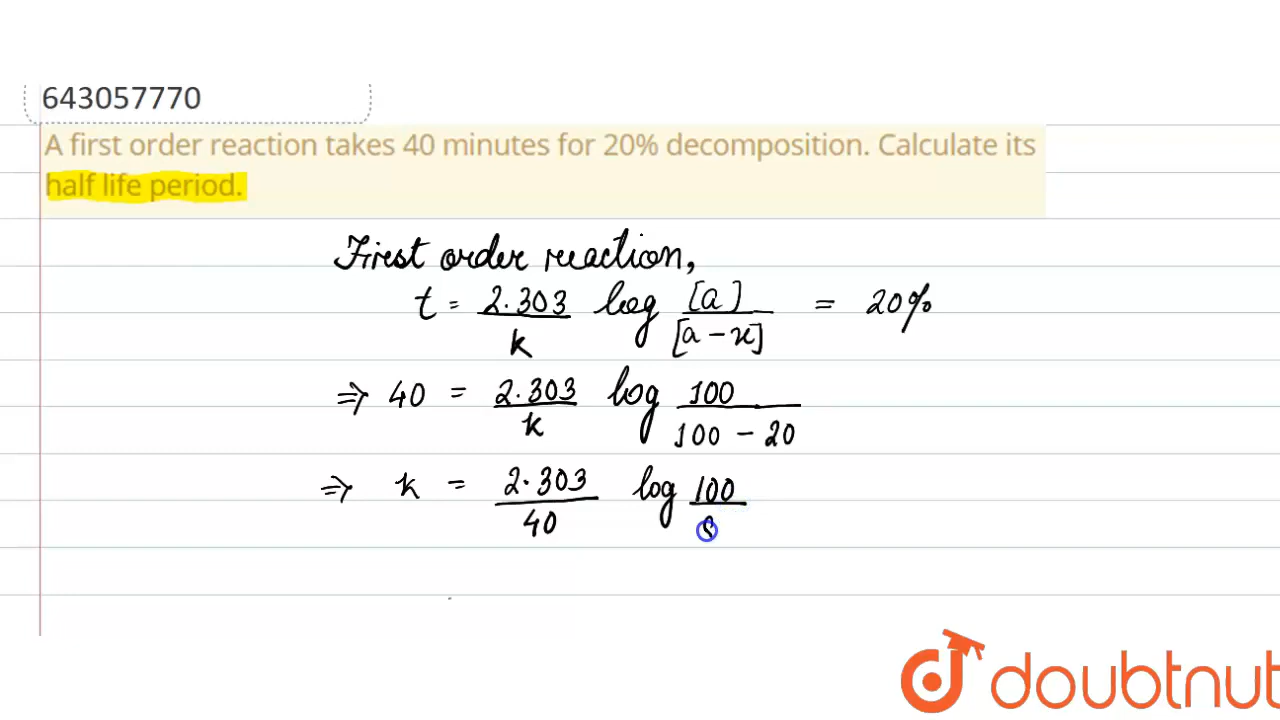 643057770
A first order reaction takes 40 minutes for 20% decomposition. Calculate its
half life period.
First order reaction,
t = 2.303/k log [a]/[a-x] = 20%
⇒ 40 = 2.303/k log 100/100 - 20
⇒ k = 2.303/40 log 100/8
doubtnut